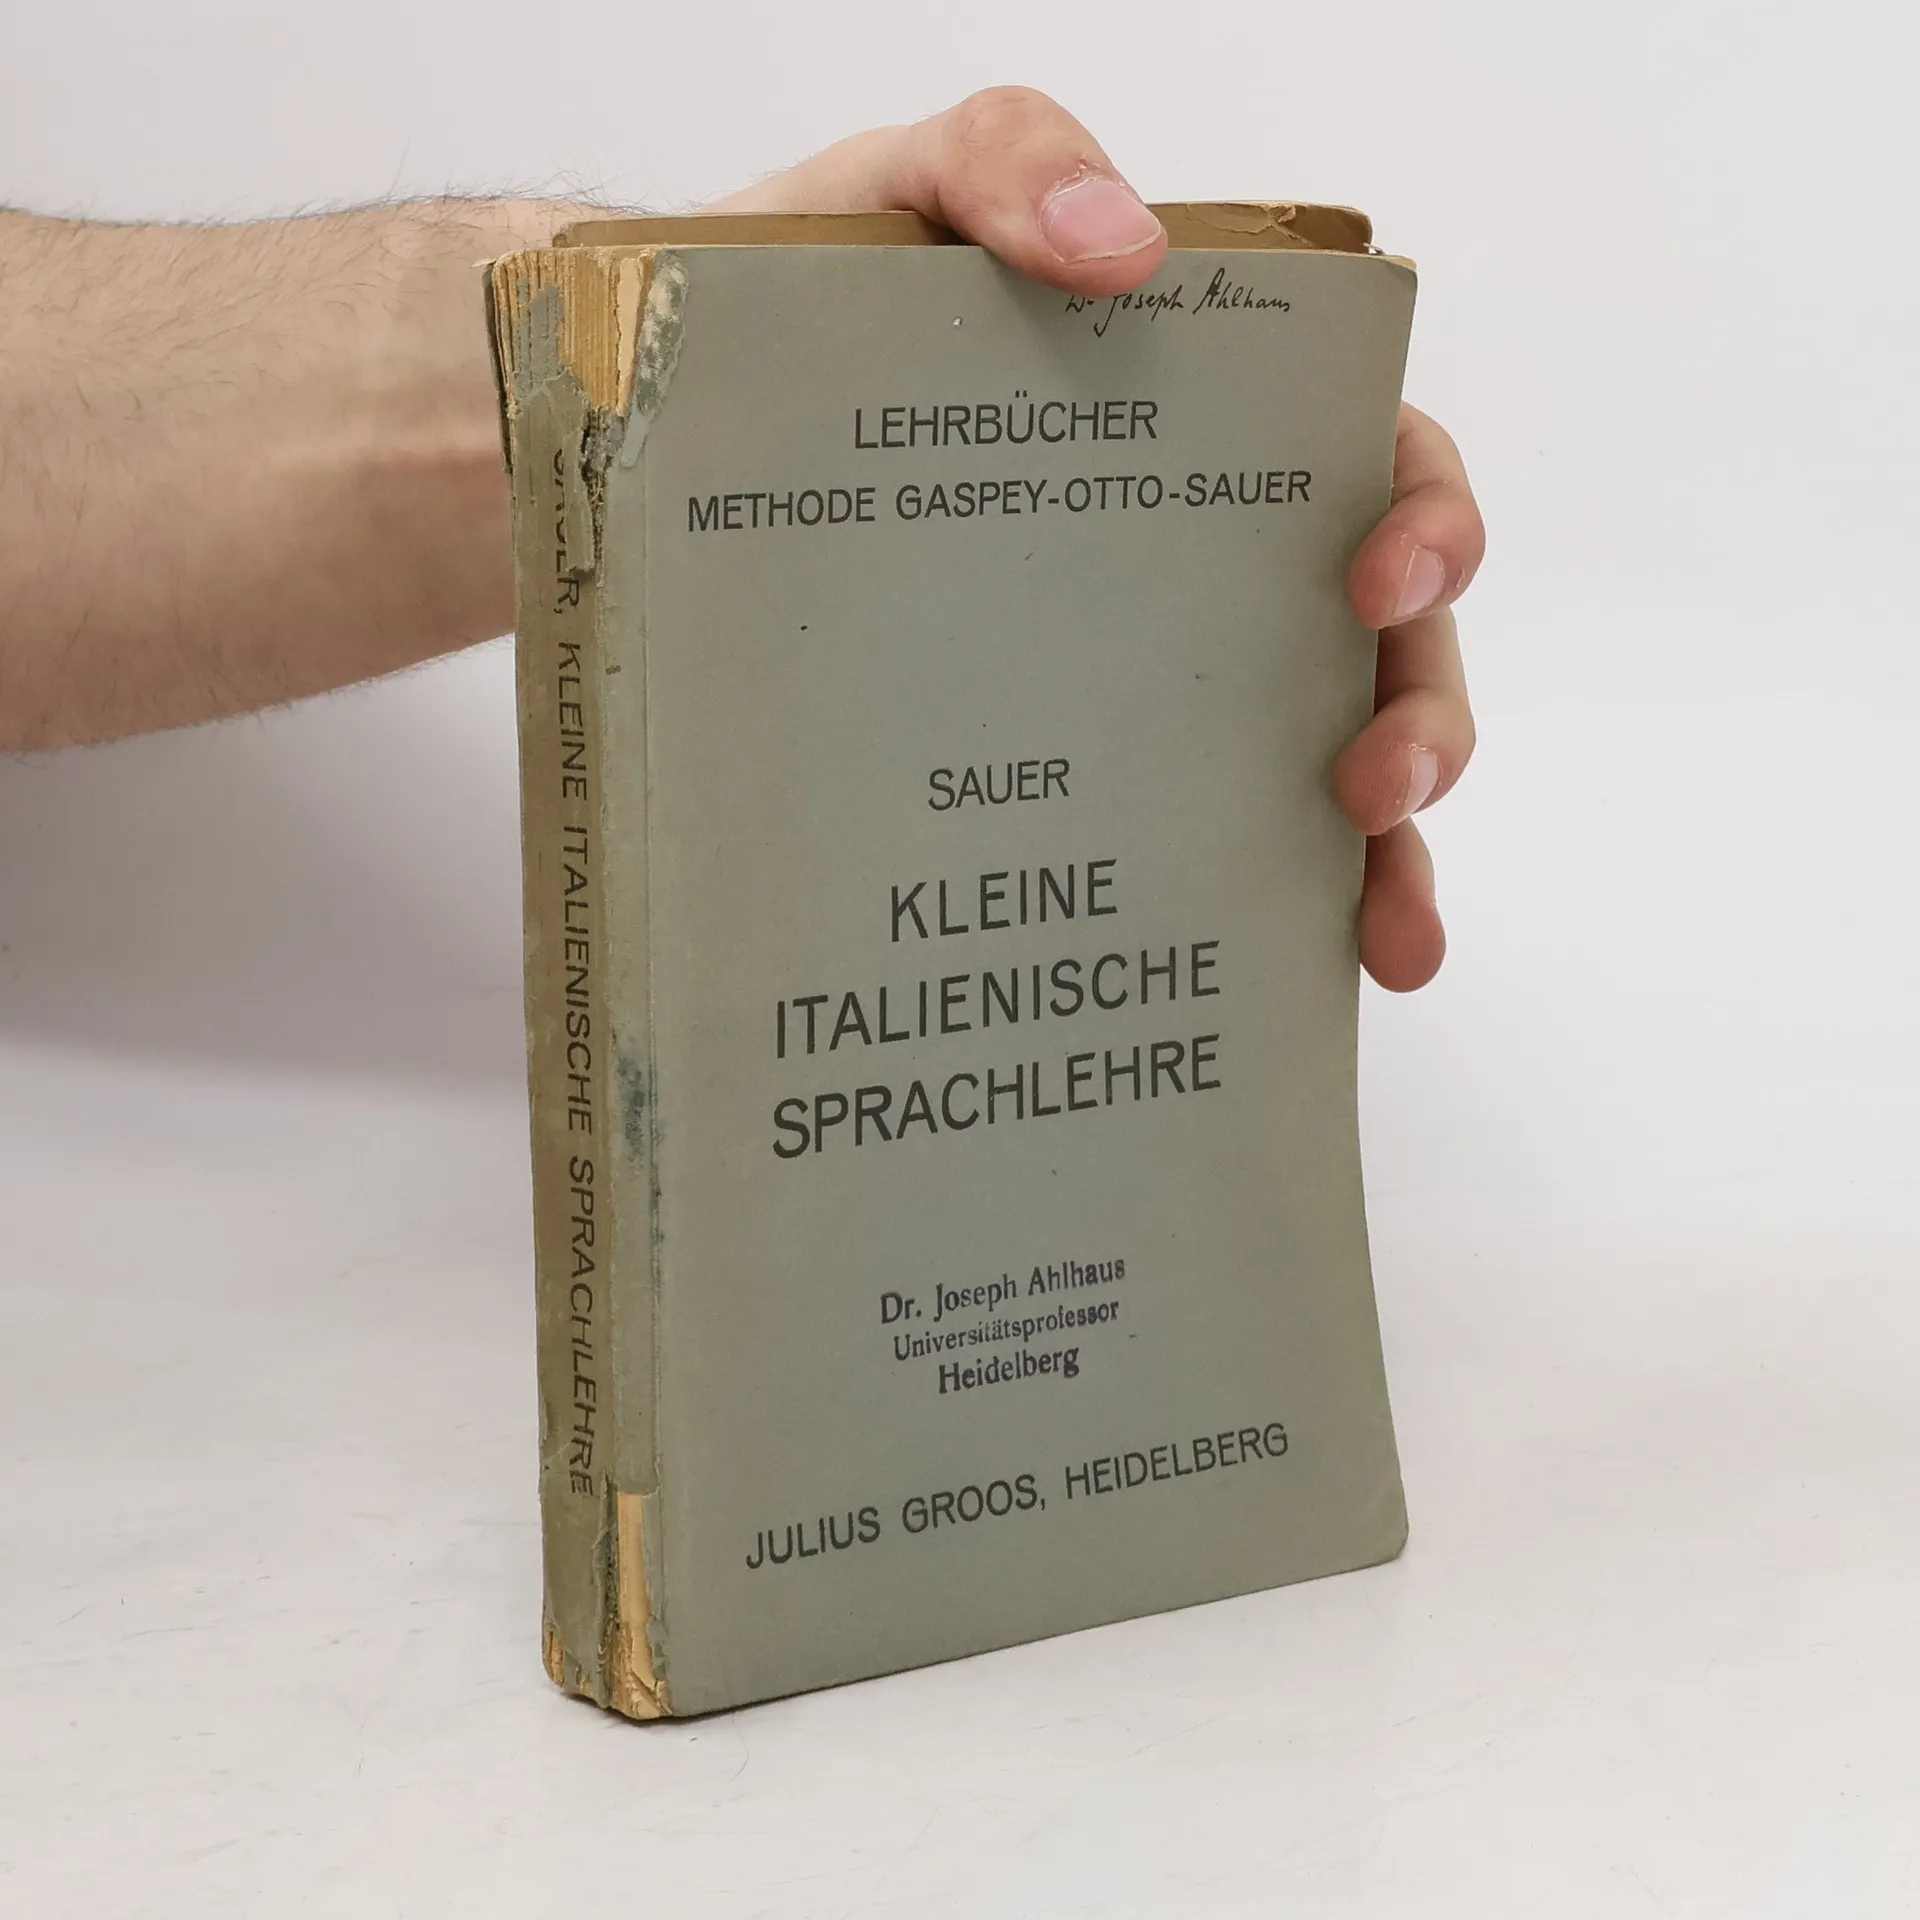 Dr. Joseph Ahlhaus
LEHRBÜCHER
METHODE GASPEY-OTTO-SAUER
SAUER
KLEINE
ITALIENISCHE
SPRACHLEHRE
Dr. Joseph Ahlhaus
Universitätsprofessor
Heidelberg
JULIUS GROOS, HEIDELBERG
SAUER, KLEINE ITALIENISCHE SPRACHLEHRE